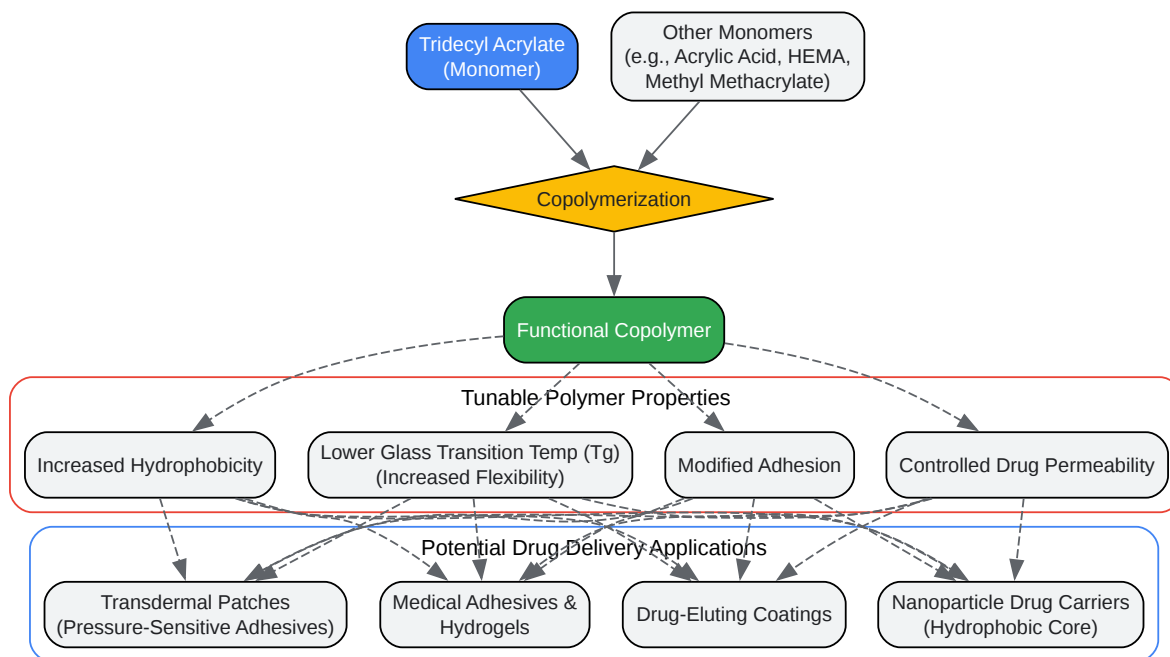 Tridecyl Acrylate
(Monomer)
Other Monomers
(e.g., Acrylic Acid, HEMA,
Methyl Methacrylate)
Copolymerization
Functional Copolymer
Tunable Polymer Properties
Increased Hydrophobicity
Lower Glass Transition Temp (Tg)
(Increased Flexibility)
Modified Adhesion
Controlled Drug Permeability
Potential Drug Delivery Applications
Transdermal Patches
(Pressure-Sensitive Adhesives)
Medical Adhesives &
Hydrogels
Drug-Eluting Coatings
Nanoparticle Drug Carriers
(Hydrophobic Core)